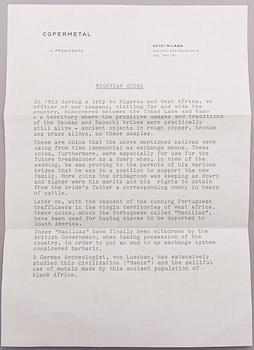 COFERMETAL
IL PRESIDENTE
20121 MILANO
NIGERIAN COINS
In 1953 during a trip to Nigeria and West Africa, an
officer of our company, visiting far and wide the
country, discovered between the Tchad Lake and Kano
- a territory where the primitive usages and traditions
of the Haussa and Daouchi tribes were practically
still alive - ancient objects in rough copper, bronze
and brass alloys, as these samples.
These are coins that the above mentioned natives were
using from time immemorial as exchange means. These
coins, furthermore, were especially for use for the
future breadwinner as a dowry when, in view of the
wedding, he was proving to the parents of his various
brides that he was in a position to support the new
family. More coins the bridegroom was keeping as dowry
and higher were his merits and his rights to obtain
from the bride's father a corresponding dowry in heads
of cattle.
Later on, with the descent of the cunning Portuguese
traffickers in the virgin territories of West Africa,
these coins, which the Portuguese called "Manillas",
have been used for buying slaves to be deported to
South America.
These "Manillas" have finally been withdrawn by the
British Government, when taking possession of the
country, in order to put an end to an exchange system
considered barbaric.
A German Archeologist, von Luschan, has extensively
studied this civilization ("Benin") and the skillful
use of metals made by this ancient population of
black Africa.